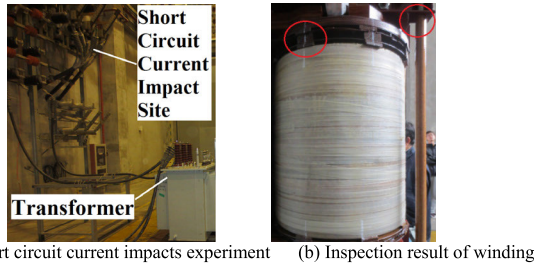 Short
Circuit
Current
Impact
Site
Transformer
rt circuit current impacts experiment (b) Inspection result of winding